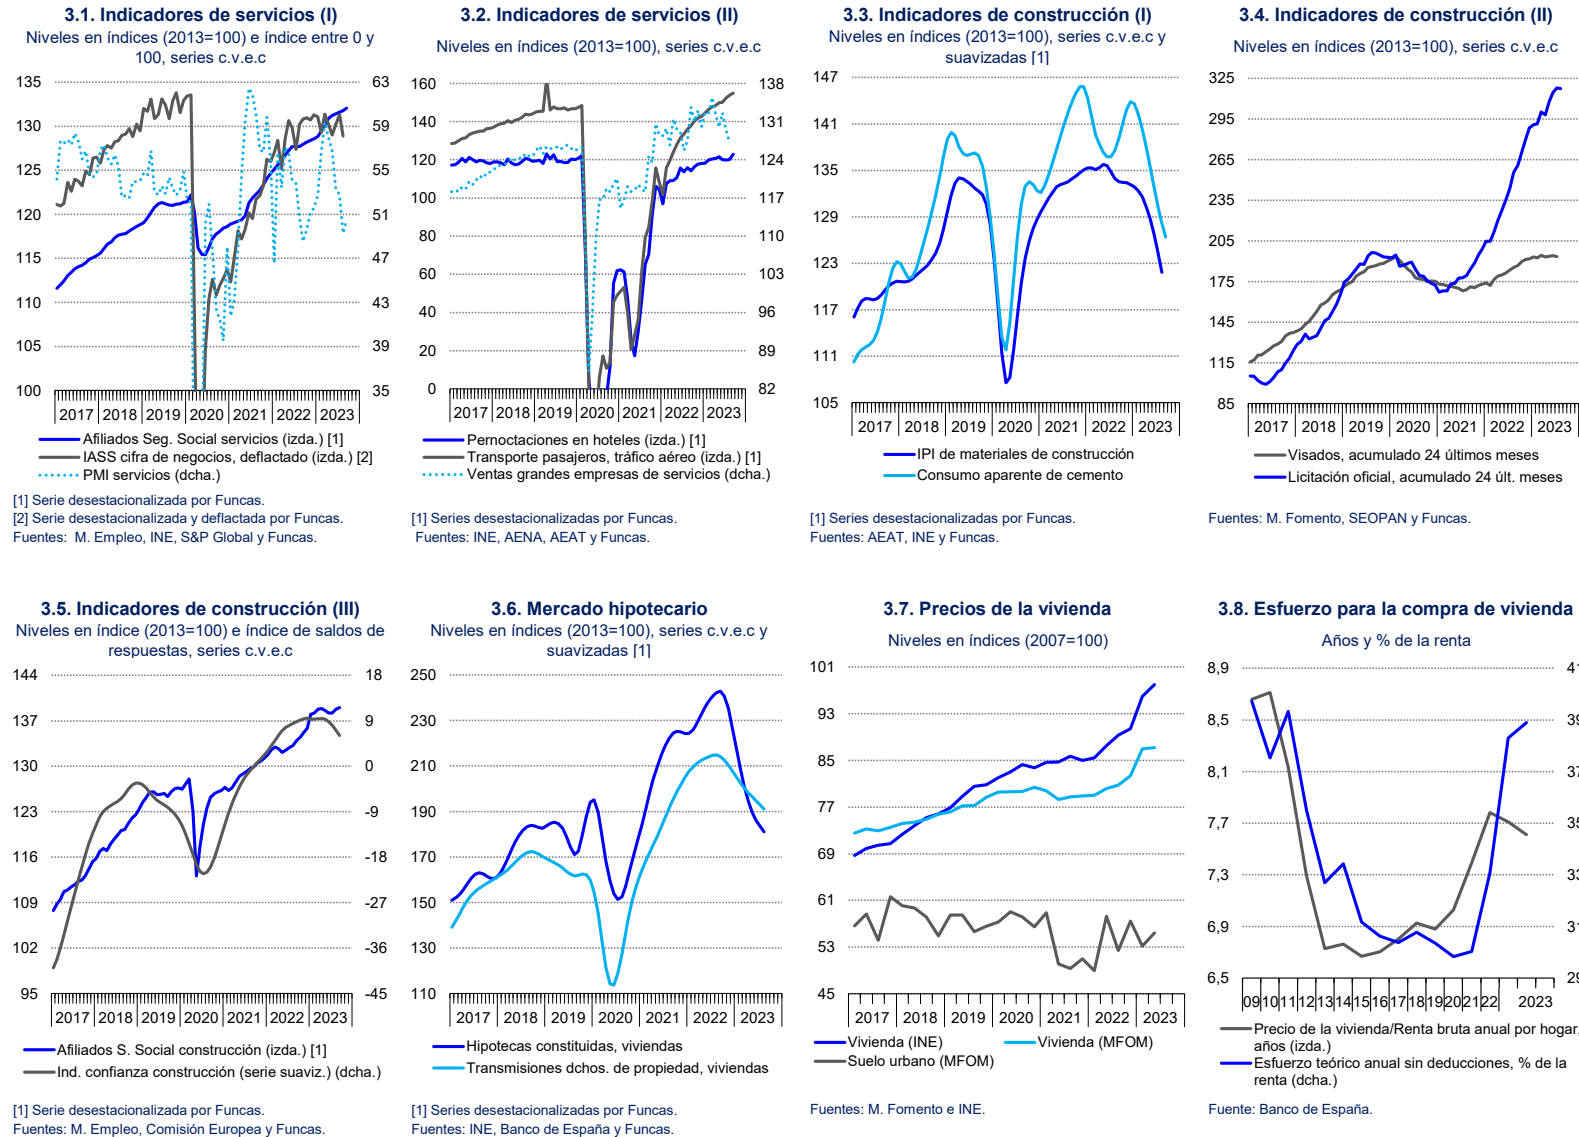 3.1. Indicadores de servicios (I)
Niveles en índices (2013=100) e índice entre 0 y
100, series c.v.e.c
135
130
125
120
115
110
105
100
63
59
55
51
47
43
39
35
2017 2018 2019 2020 2021 2022 2023
Afiliados Seg. Social servicios (izda.) [1]
IASS cifra de negocios, deflactado (izda.) [2]
PMI servicios (dcha.)
[1] Serie desestacionalizada por Funcas.
[2] Serie desestacionalizada y deflactada por Funcas.
Fuentes: M. Empleo, INE, S&P Global y Funcas.
3.2. Indicadores de servicios (II)
Niveles en índices (2013=100), series c.v.e.c
160
140
120
100
80
60
40
20
0
138
131
124
117
110
103
96
89
82
2017 2018 2019 2020 2021 2022 2023
Pernoctaciones en hoteles (izda.) [1]
Transporte pasajeros, tráfico aéreo (izda.) [1]
Ventas grandes empresas de servicios (dcha.)
[1] Series desestacionalizadas por Funcas.
Fuentes: INE, AENA, AEAT y Funcas.
3.3. Indicadores de construcción (I)
Niveles en índices (2013=100), series c.v.e.c y
suavizadas [1]
147
141
135
129
123
117
111
105
2017 2018 2019 2020 2021 2022 2023
IPI de materiales de construcción
Consumo aparente de cemento
[1] Series desestacionalizadas por Funcas.
Fuentes: AEAT, INE y Funcas.
3.4. Indicadores de construcción (II)
Niveles en índices (2013=100), series c.v.e.c
325
295
265
235
205
175
145
115
85
2017 2018 2019 2020 2021 2022 2023
Visados, acumulado 24 últimos meses
Licitación oficial, acumulado 24 últ. meses
Fuentes: M. Fomento, SEOPAN y Funcas.
3.5. Indicadores de construcción (III)
Niveles en índice (2013=100) e índice de saldos de
respuestas, series c.v.e.c
144
137
130
123
116
109
102
95
18
9
0
-9
-18
-27
-36
-45
2017 2018 2019 2020 2021 2022 2023
Afiliados S. Social construcción (izda.) [1]
Ind. confianza construcción (serie suaviz.) (dcha.)
[1] Serie desestacionalizada por Funcas.
Fuentes: M. Empleo, Comisión Europea y Funcas.
3.6. Mercado hipotecario
Niveles en índices (2013=100), series c.v.e.c y
suavizadas [1]
250
230
210
190
170
150
130
110
2017 2018 2019 2020 2021 2022 2023
Hipotecas constituidas, viviendas
Transmisiones dchos. de propiedad, viviendas
[1] Series desestacionalizadas por Funcas.
Fuentes: INE, Banco de España y Funcas.
3.7. Precios de la vivienda
Niveles en índices (2007=100)
101
93
85
77
69
61
53
45
2017 2018 2019 2020 2021 2022 2023
Vivienda (INE)
Vivienda (MFOM)
Suelo urbano (MFOM)
Fuentes: M. Fomento e INE.
3.8. Esfuerzo para la compra de vivienda
Años y % de la renta
8,9
8,5
8,1
7,7
7,3
6,9
6,5
41
39
37
35
33
31
29
09 10 11 12 13 14 15 16 17 18 19 20 21 22 2023
Precio de la vivienda/Renta bruta anual por hogar,
años (izda.)
Esfuerzo teórico anual sin deducciones, % de la
renta (dcha.)
Fuente: Banco de España.